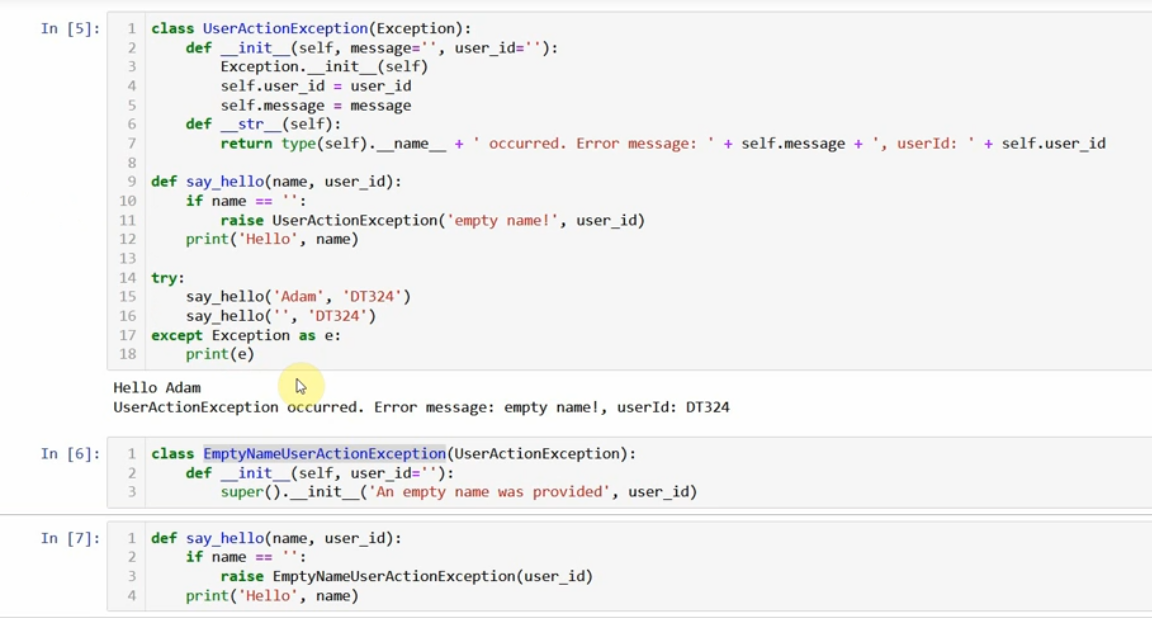 In [5]:
1 class UserActionException(Exception):
2     def __init__(self, message='', user_id=''):
3         Exception.__init__(self)
4         self.user_id = user_id
5         self.message = message
6     def __str__(self):
7         return type(self).__name__ + ' occurred. Error message: ' + self.message + ', userId: ' + self.user_id
8
9 def say_hello(name, user_id):
10     if name == '':
11         raise UserActionException('empty name!', user_id)
12     print('Hello', name)
13
14 try:
15     say_hello('Adam', 'DT324')
16     say_hello('', 'DT324')
17 except Exception as e:
18     print(e)
Hello Adam
UserActionException occurred. Error message: empty name!, userId: DT324
In [6]:
1 class EmptyNameUserActionException(UserActionException):
2     def __init__(self, user_id=''):
3         super().__init__('An empty name was provided', user_id)
In [7]:
1 def say_hello(name, user_id):
2     if name == '':
3         raise EmptyNameUserActionException(user_id)
4     print('Hello', name)